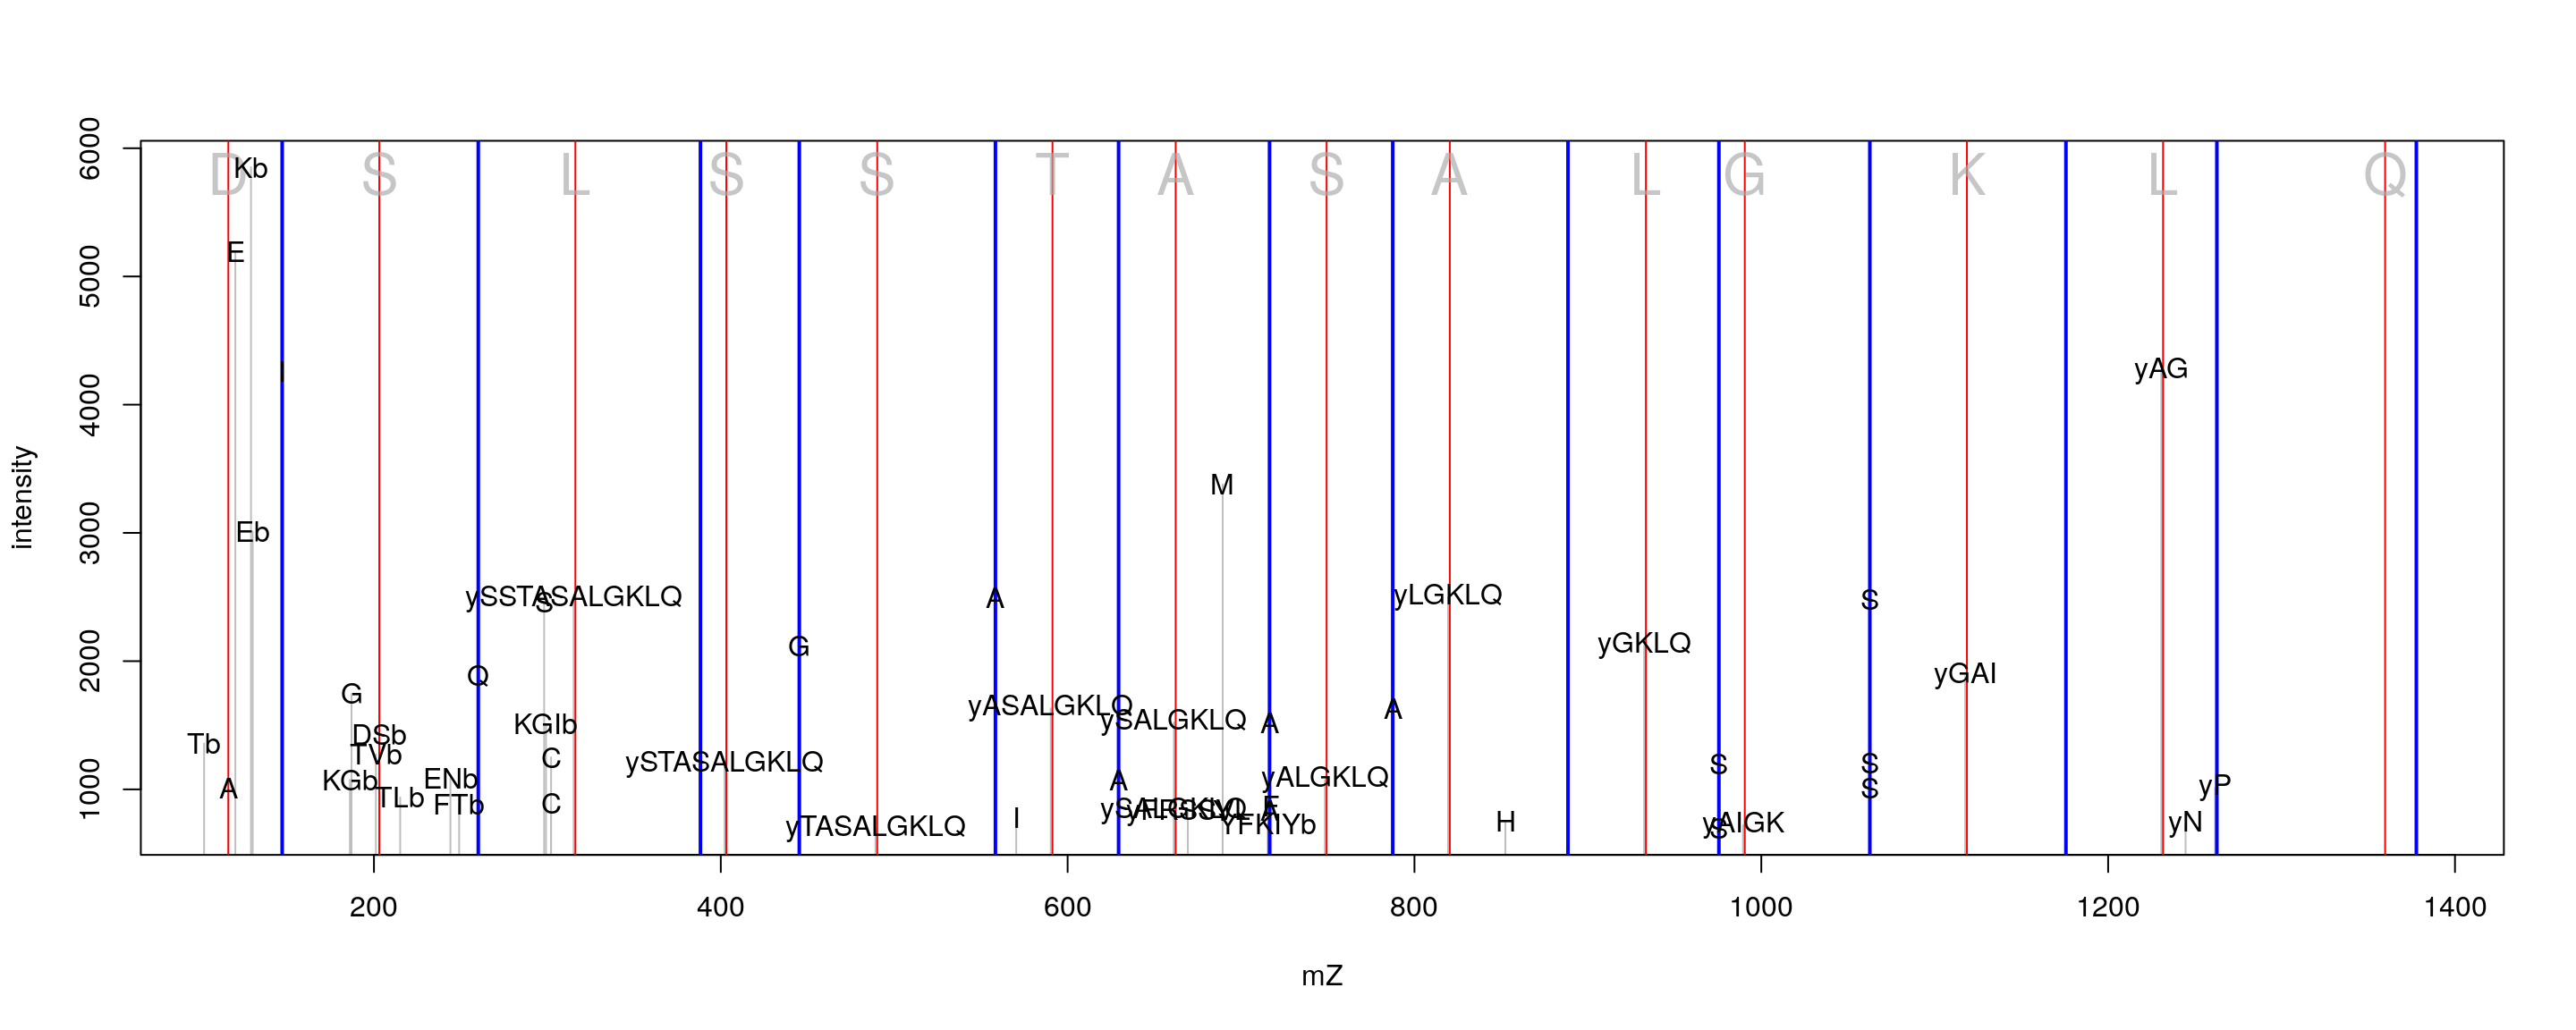 D S L S S T A S A L G K L Q
Kb
E
I
yAG
M
Eb
ySSTASALGKLQ
S
A
yLGKLQ
S
G
yGKLQ
Q
yGAI
G
yASALGKLQ
A
KGIb
ySALGKLQ
A
DSb
Tb
TVb
C
ySTASALGKLQ
S
S
KGb
ENb
A
yALGKLQ
yP
A
TLb
S
FTb
C
ySALGKLQ
A
I
yTASALGKLQ
YFKIYb
H
S
yAIGK
yN
6000
5000
4000
3000
2000
1000
intensity
200 400 600 800 1000 1200 1400
mZ